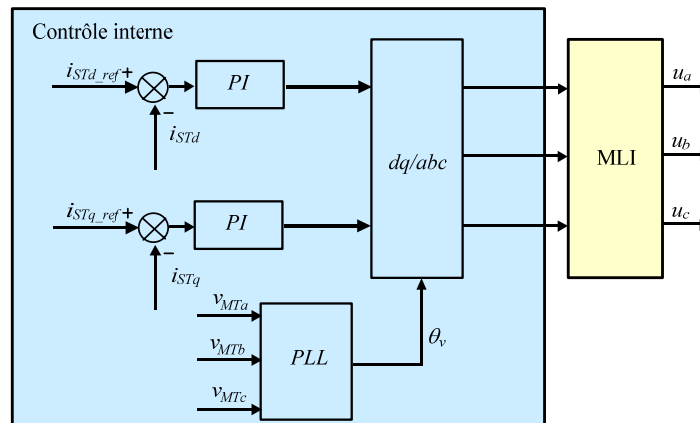 Contrôle interne
i_STd_ref +
−
i_STd
PI
i_STq_ref +
−
i_STq
PI
dq/abc
MLI
u_a
u_b
u_c
v_MTa
v_MTb
v_MTc
PLL
θ_v